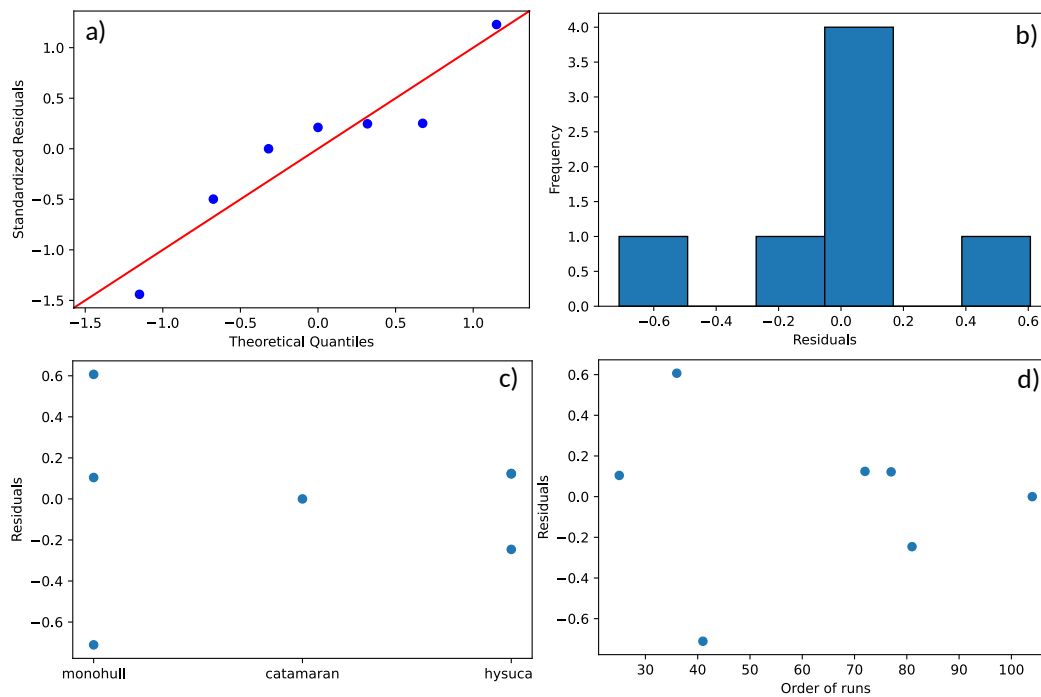 a)
Standardized Residuals
1.0
0.5
0.0
−0.5
−1.0
−1.5
−1.5 −1.0 −0.5 0.0 0.5 1.0
Theoretical Quantiles
b)
Frequency
4.0
3.5
3.0
2.5
2.0
1.5
1.0
0.5
0.0
−0.6 −0.4 −0.2 0.0 0.2 0.4 0.6
Residuals
c)
Residuals
0.6
0.4
0.2
0.0
−0.2
−0.4
−0.6
monohull catamaran hysuca
d)
Residuals
0.6
0.4
0.2
0.0
−0.2
−0.4
−0.6
30 40 50 60 70 80 90 100
Order of runs